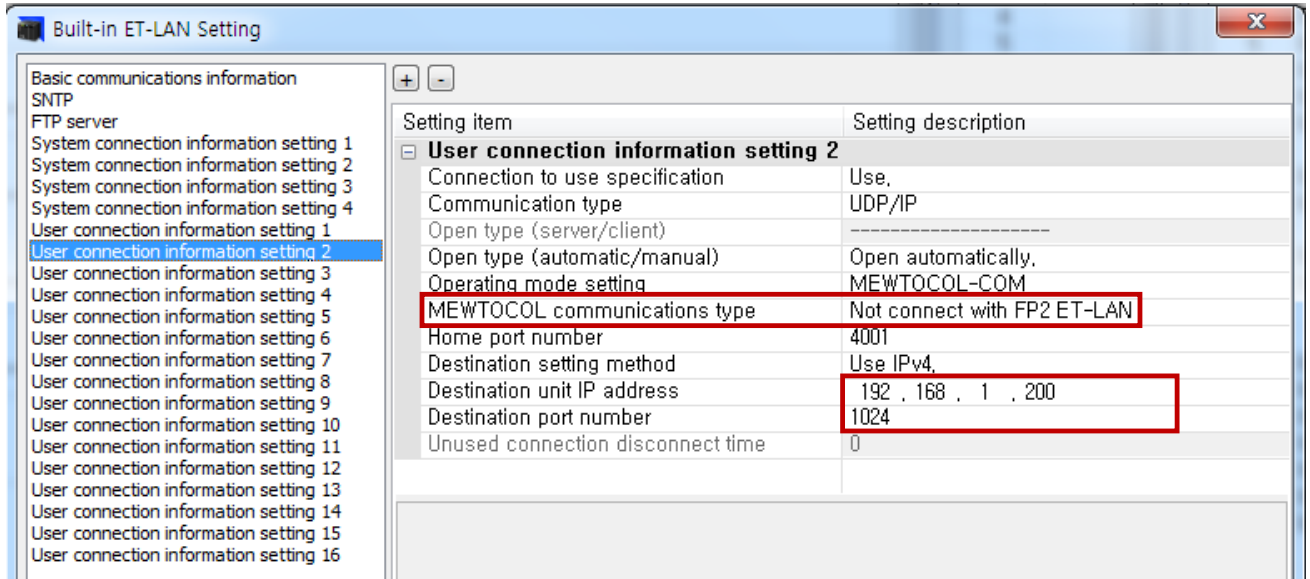 Built-in ET-LAN Setting
x
Basic communications information
SNTP
FTP server
System connection information setting 1
System connection information setting 2
System connection information setting 3
System connection information setting 4
User connection information setting 1
User connection information setting 2
User connection information setting 3
User connection information setting 4
User connection information setting 5
User connection information setting 6
User connection information setting 7
User connection information setting 8
User connection information setting 9
User connection information setting 10
User connection information setting 11
User connection information setting 12
User connection information setting 13
User connection information setting 14
User connection information setting 15
User connection information setting 16
+ -
Setting item Setting description
User connection information setting 2
Connection to use specification Use,
Communication type UDP/IP
Open type (server/client) --------------------
Open type (automatic/manual) Open automatically,
Operating mode setting MEWTOCOL-COM
MEWTOCOL communications type Not connect with FP2 ET-LAN
Home port number 4001
Destination setting method Use IPv4,
Destination unit IP address 192 . 168 . 1 . 200
Destination port number 1024
Unused connection disconnect time 0